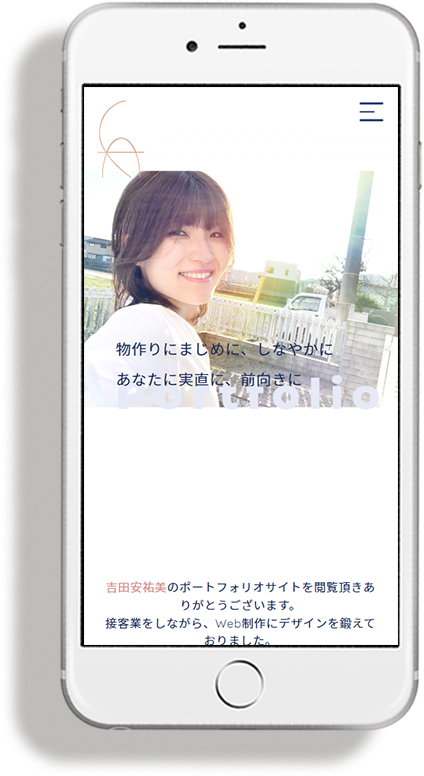 物作りにまじめに、しなやかに
あなたに実直に、前向きに
Portfolio
吉田安祐美のポートフォリオサイトを閲覧頂きあ
りがとうございます。
接客業をしながら、Web制作にデザインを鍛えて
おりました。